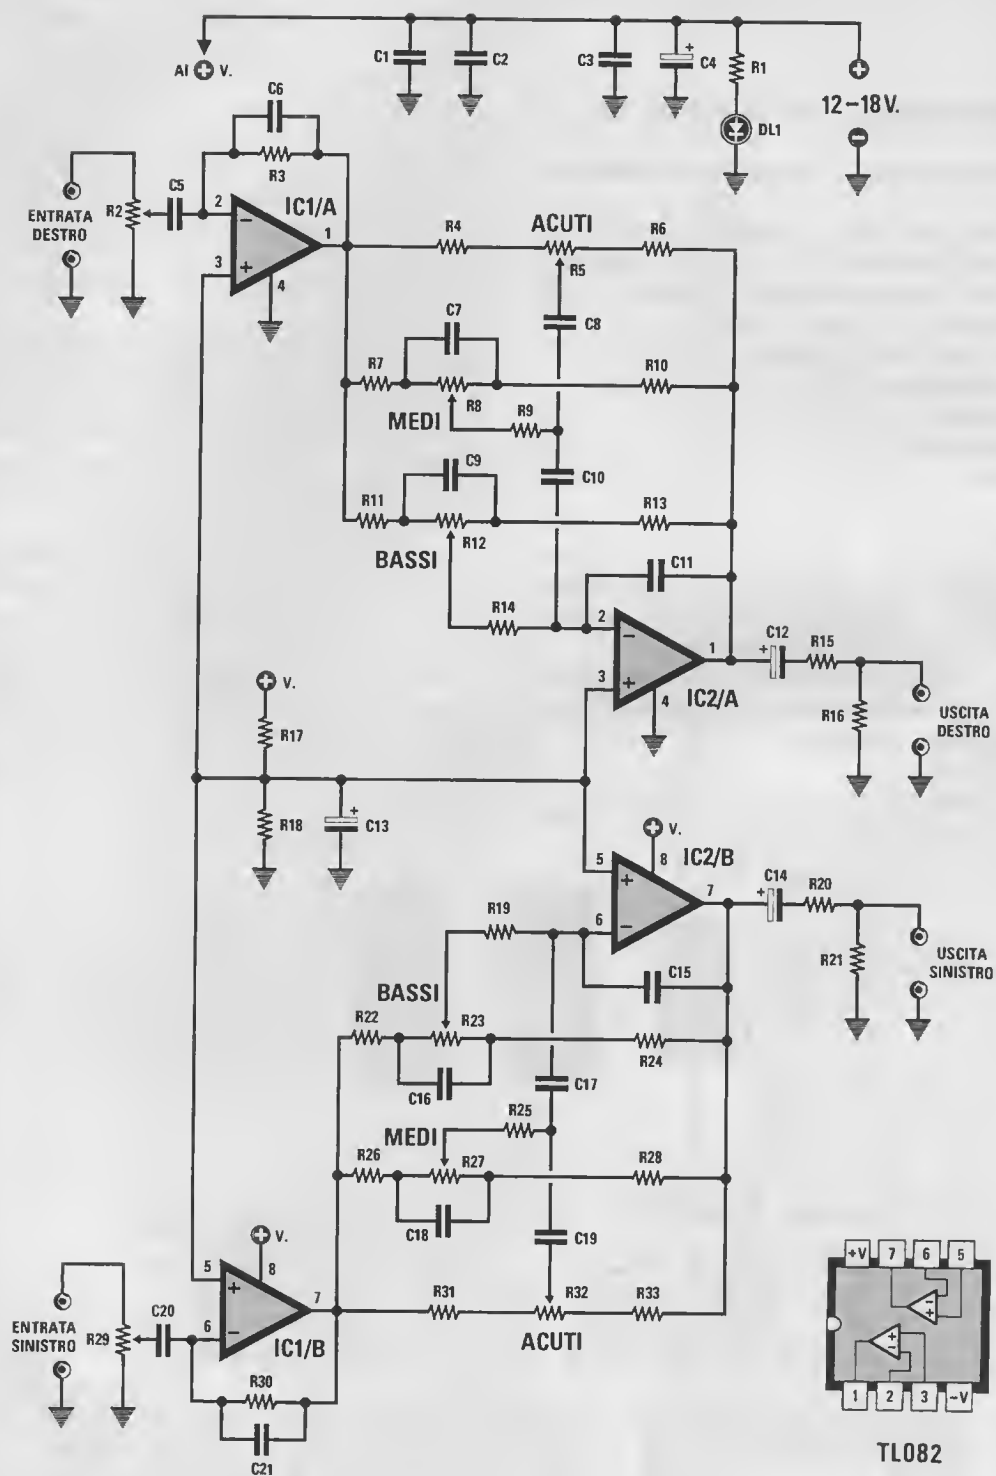 C1
C2
C3
+
C4
R1
AI + V.
+
12-18V.
−
DL1
C6
R3
ENTRATA
DESTRO
R2
C5
2
−
IC1/A
1
3
+
4
R4
ACUTI
R5
R6
C8
C7
R7
R8
R9
R10
MEDI
C10
C9
R11
R12
R13
BASSI
C11
R14
2
−
1
3
+
4
IC2/A
+
C12
R15
R16
USCITA
DESTRO
+ V.
R17
R18
+
C13
+ V.
IC2/B
5
+
8
7
6
−
+
C14
R20
R21
USCITA
SINISTRO
R19
C15
BASSI
R22
R23
R24
C16
C17
R25
MEDI
R26
R27
R28
C18
C19
+ V.
5
+
8
7
6
−
IC1/B
ENTRATA
SINISTRO
R29
C20
R30
C21
R31
R32
R33
ACUTI
+V
7
6
5
−
+
+
−
1
2
3
-V
TL082